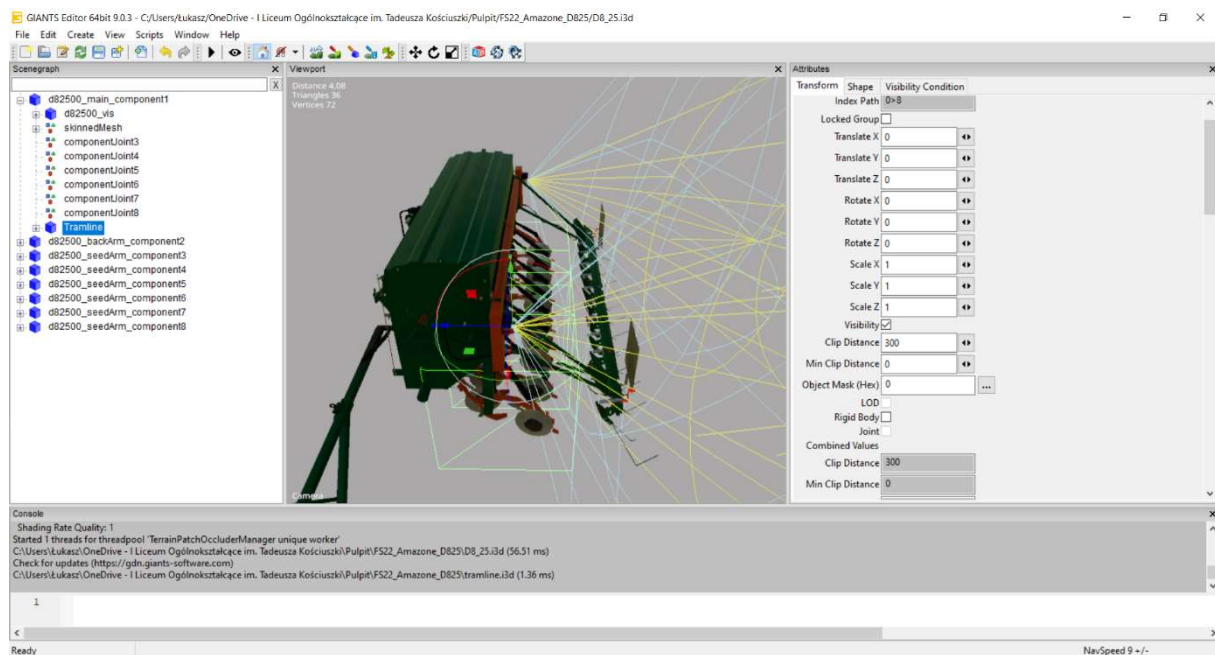 GIANTS Editor 64bit 9.0.3 - C:/Users/Łukasz/OneDrive - I Liceum Ogólnokształcące im. Tadeusza Kościuszki/Pulpit/FS22_Amazone_D825/D8_25.i3d
File Edit Create View Scripts Window Help
Scenegraph
X
d82500_main_component1
d82500_vis
skinnedMesh
componentJoint3
componentJoint4
componentJoint5
componentJoint6
componentJoint7
componentJoint8
Tramline
d82500_backArm_component2
d82500_seedArm_component3
d82500_seedArm_component4
d82500_seedArm_component5
d82500_seedArm_component6
d82500_seedArm_component7
d82500_seedArm_component8
Viewport
Distance 4,08
Triangles 36
Vertices 72
Camera
Attributes
Transform Shape Visibility Condition
Index Path 0>8
Locked Group
Translate X 0
Translate Y 0
Translate Z 0
Rotate X 0
Rotate Y 0
Rotate Z 0
Scale X 1
Scale Y 1
Scale Z 1
Visibility
Clip Distance 300
Min Clip Distance 0
Object Mask (Hex) 0 ...
LOD
Rigid Body
Joint
Combined Values
Clip Distance 300
Min Clip Distance 0
Console
Shading Rate Quality: 1
Started 1 threads for threadpool 'TerrainPatchOccluderManager unique worker'
C:\Users\Łukasz\OneDrive - I Liceum Ogólnokształcące im. Tadeusza Kościuszki\Pulpit\FS22_Amazone_D825\D8_25.i3d (56.51 ms)
Check for updates (https://gdn.giants-software.com)
C:\Users\Łukasz\OneDrive - I Liceum Ogólnokształcące im. Tadeusza Kościuszki\Pulpit\FS22_Amazone_D825\tramline.i3d (1.36 ms)
1
Ready
NavSpeed 9 +/-